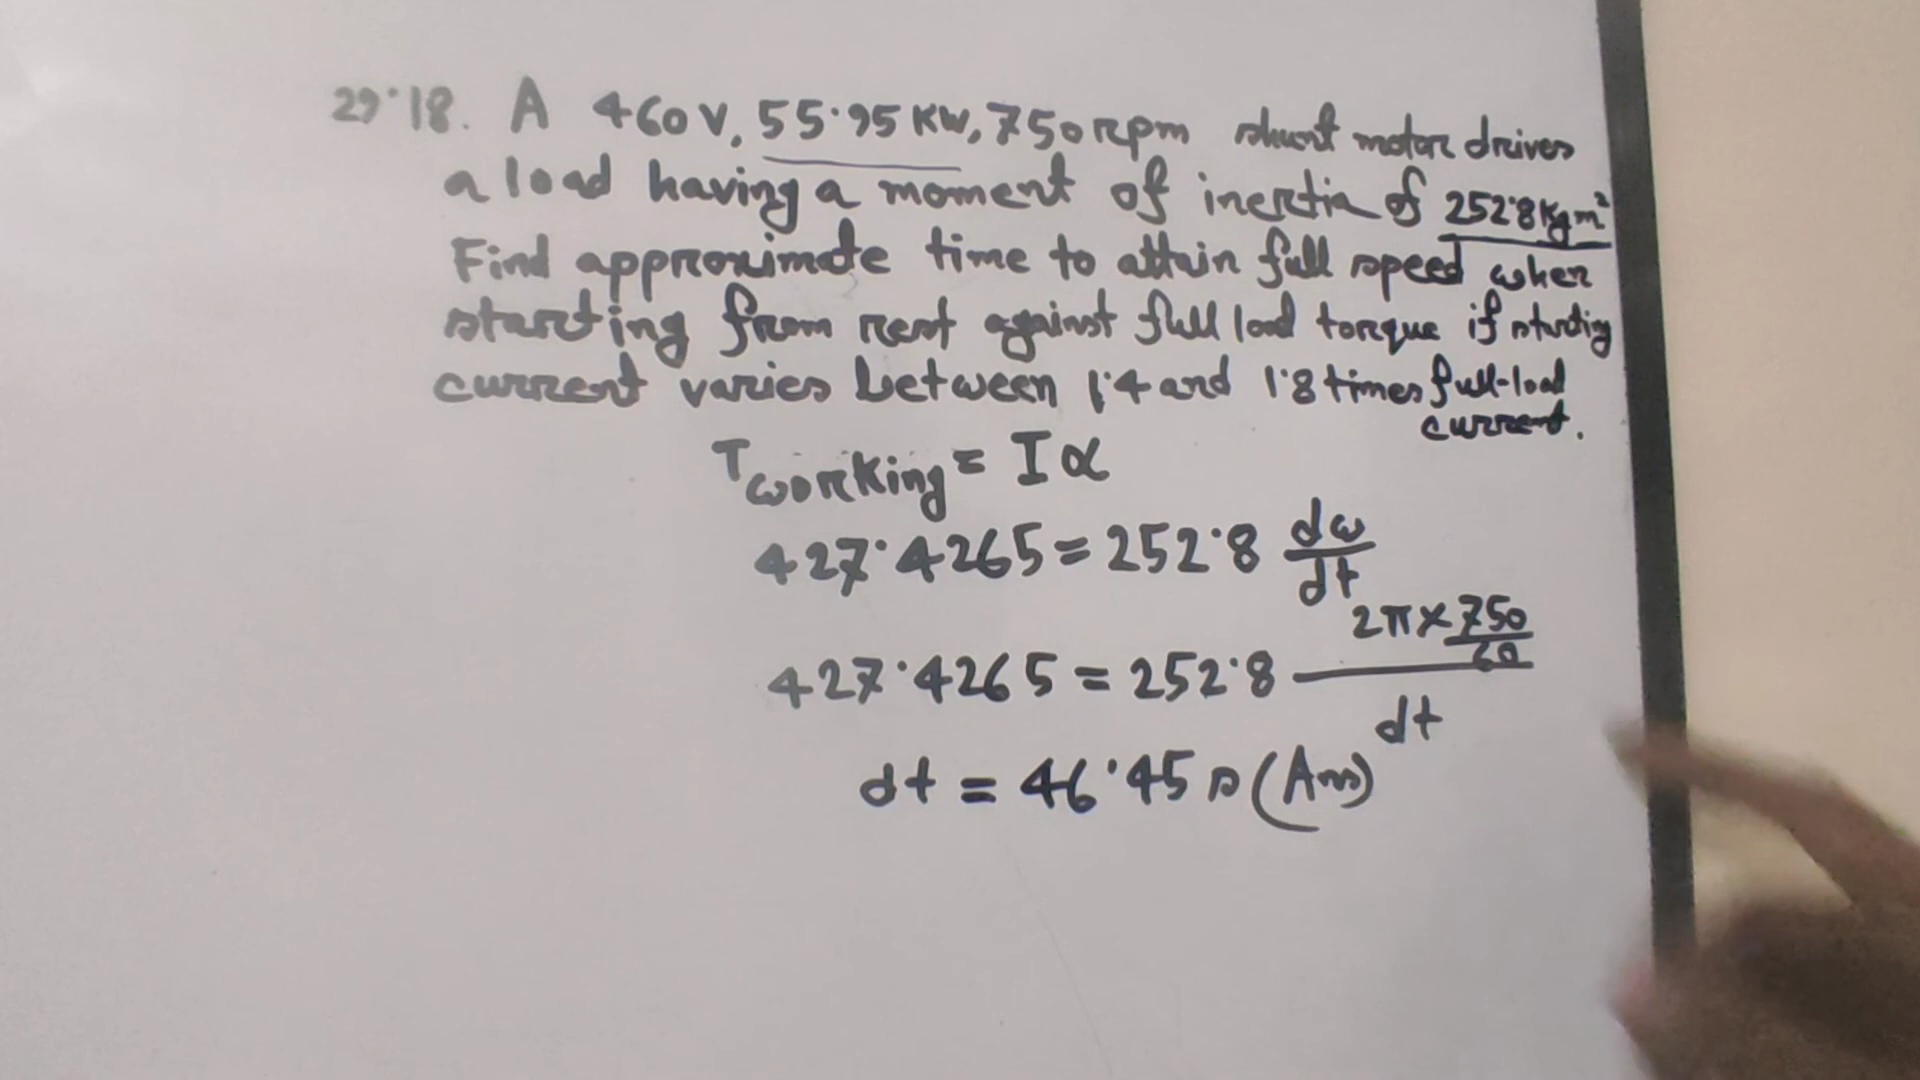 29.18. A 460V, 55.95 KW, 750 rpm shunt motor drives
a load having a moment of inertia of 252.8 kgm²
Find approximate time to attain full speed when
starting from rest against full load torque if starting
current varies between 1.4 and 1.8 times full-load
current.
Tworking = Iα
427.4265 = 252.8 dω/dt
427.4265 = 252.8 (2π × 750/60)/dt
dt = 46.45 s (Ans)